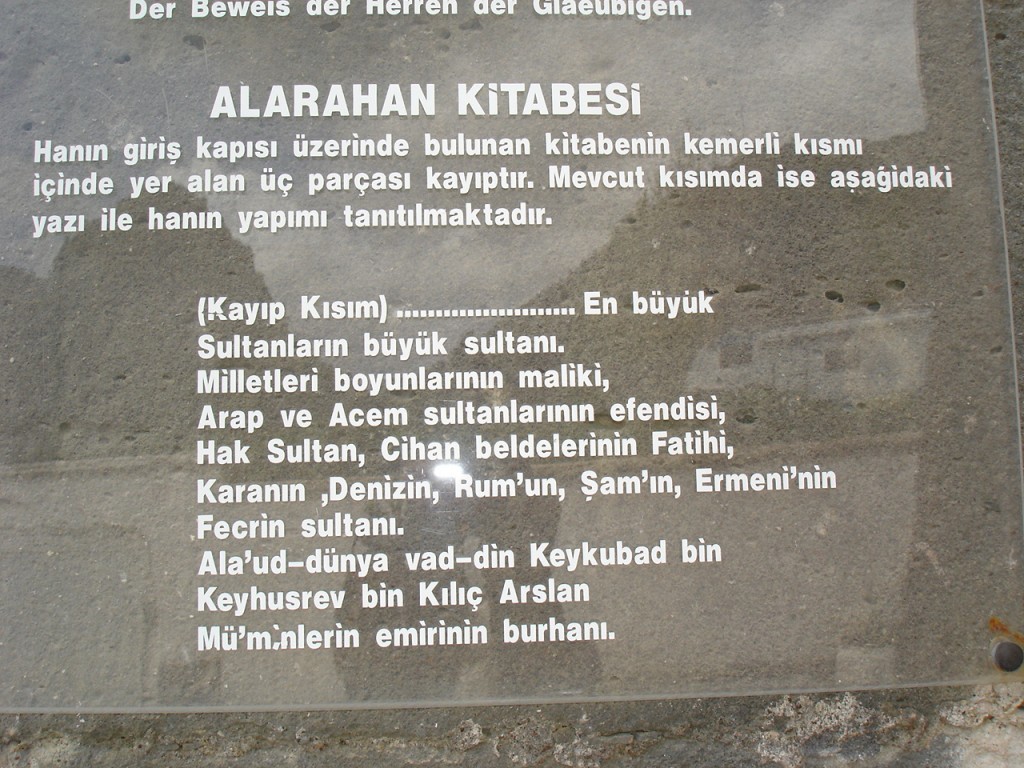 Der Beweis der Herren der Glaeubigen.
ALARAHAN KİTABESİ
Hanın giriş kapısı üzerinde bulunan kitabenin kemerli kısmı
içinde yer alan üç parçası kayıptır. Mevcut kısımda ise aşağidaki
yazı ile hanın yapımı tanıtılmaktadır.
(Kayıp Kısım) ....................... En büyük
Sultanların büyük sultanı.
Milletleri boyunlarının maliki,
Arap ve Acem sultanlarının efendisi,
Hak Sultan, Cihan beldelerinin Fatihi,
Karanın ,Denizin, Rum'un, Şam'ın, Ermeni'nin
Fecrin sultanı.
Ala'ud–dünya vad–din Keykubad bin
Keyhusrev bin Kılıç Arslan
Mü'minlerin emirinin burhanı.